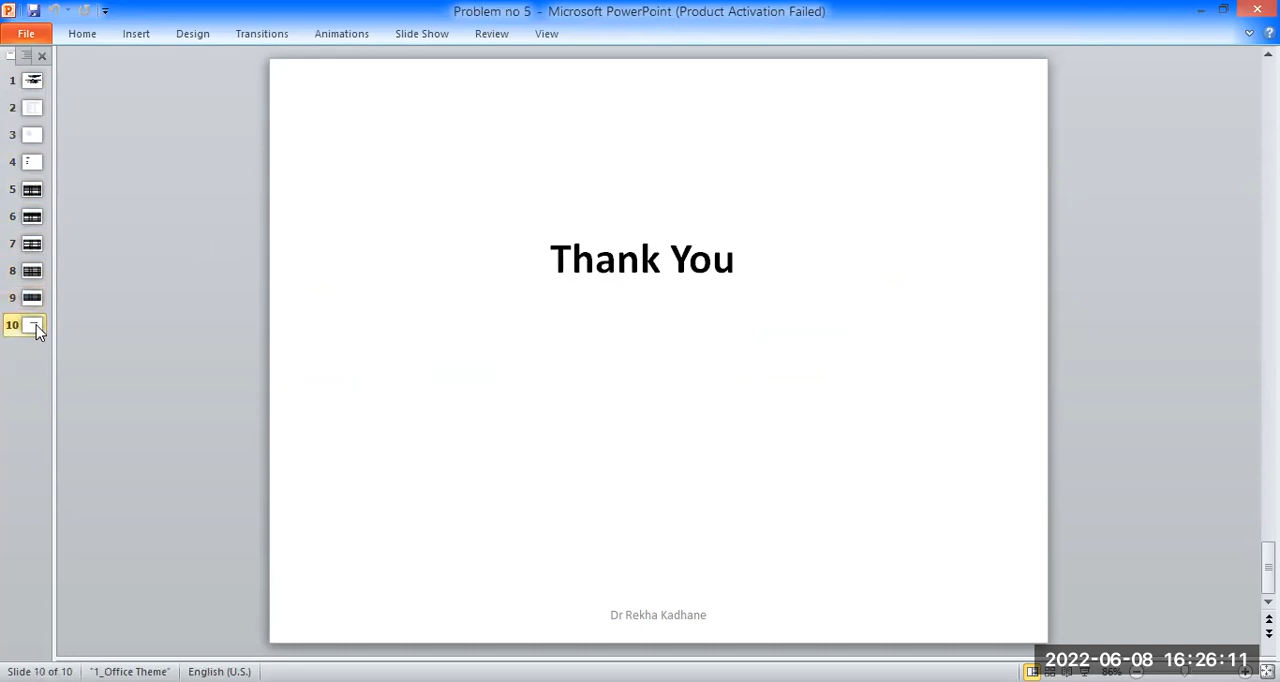 Problem no 5 - Microsoft PowerPoint (Product Activation Failed)
File Home Insert Design Transitions Animations Slide Show Review View
1
2
3
4
5
6
7
8
9
10
Thank You
Dr Rekha Kadhane
Slide 10 of 10 "1_Office Theme" English (U.S.) 86%
2022-06-08 16:26:11